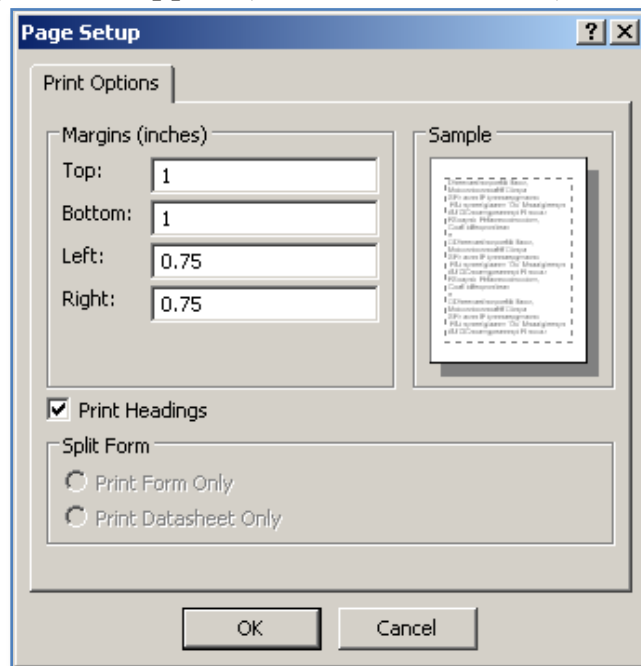 Page Setup
Print Options
Margins (inches)
Top: 1
Bottom: 1
Left: 0.75
Right: 0.75
Sample
Print Headings
Split Form
Print Form Only
Print Datasheet Only
OK Cancel